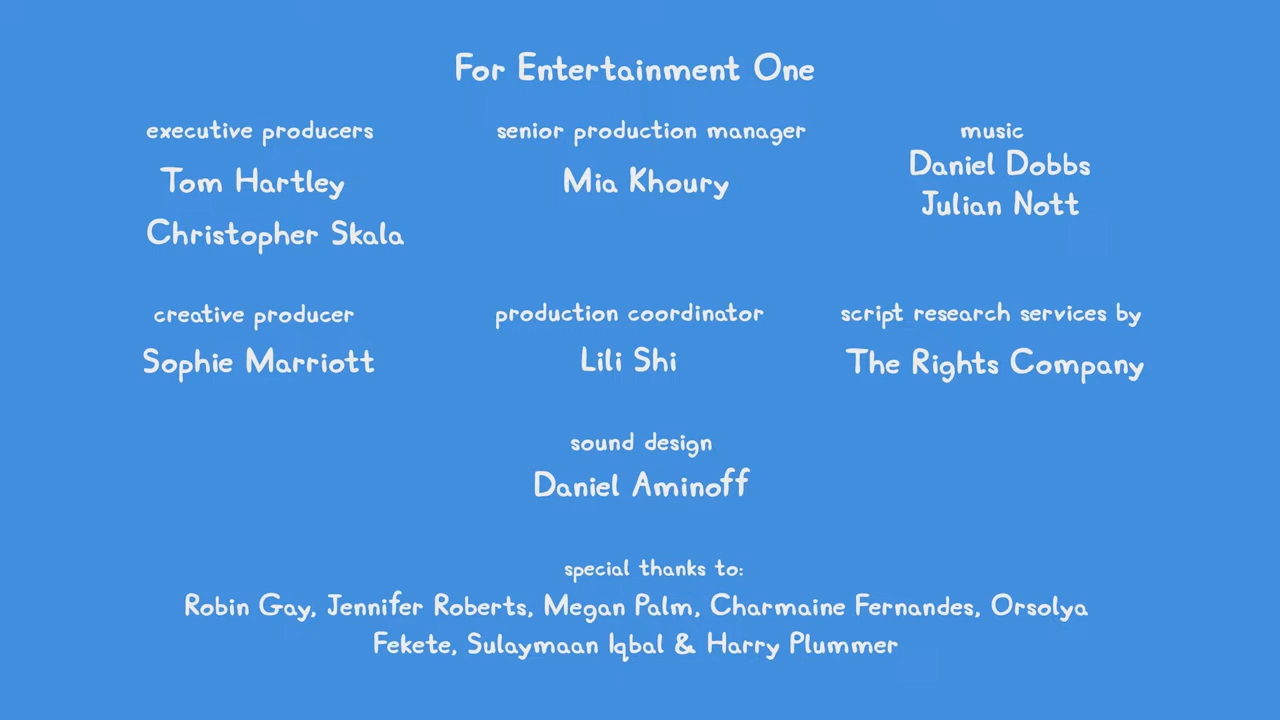 For Entertainment One
executive producers
Tom Hartley
Christopher Skala
senior production manager
Mia Khoury
music
Daniel Dobbs
Julian Nott
creative producer
Sophie Marriott
production coordinator
Lili Shi
script research services by
The Rights Company
sound design
Daniel Aminoff
special thanks to:
Robin Gay, Jennifer Roberts, Megan Palm, Charmaine Fernandes, Orsolya
Fekete, Sulaymaan Iqbal & Harry Plummer